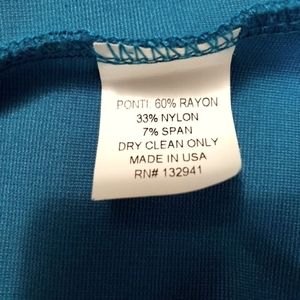 PONTI: 60% RAYON
33% NYLON
7% SPAN
DRY CLEAN ONLY
MADE IN USA
RN# 132941